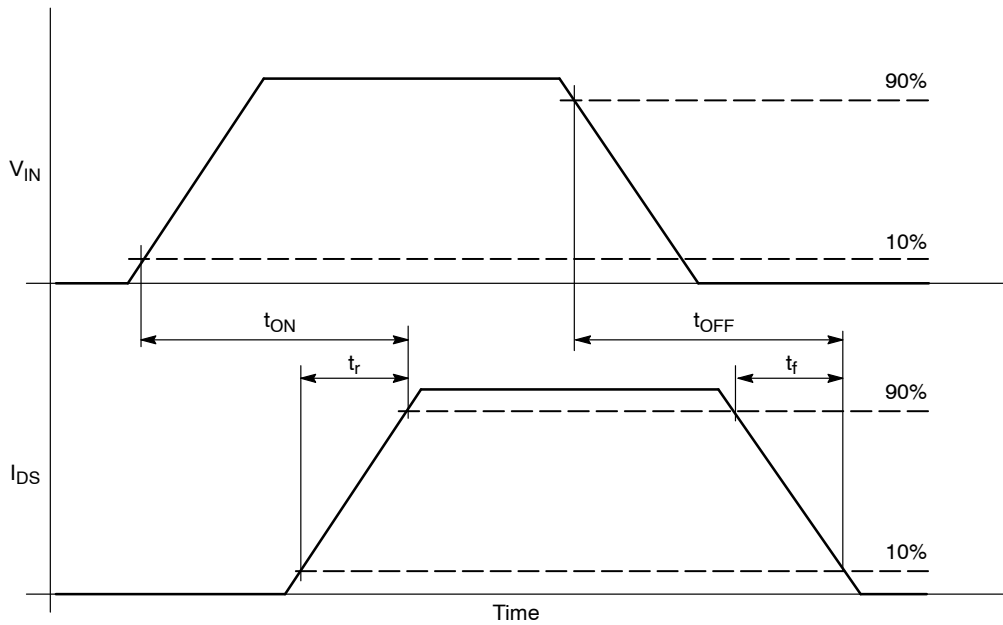 90%
V_IN
10%
t_ON
t_OFF
t_r
t_f
90%
I_DS
10%
Time